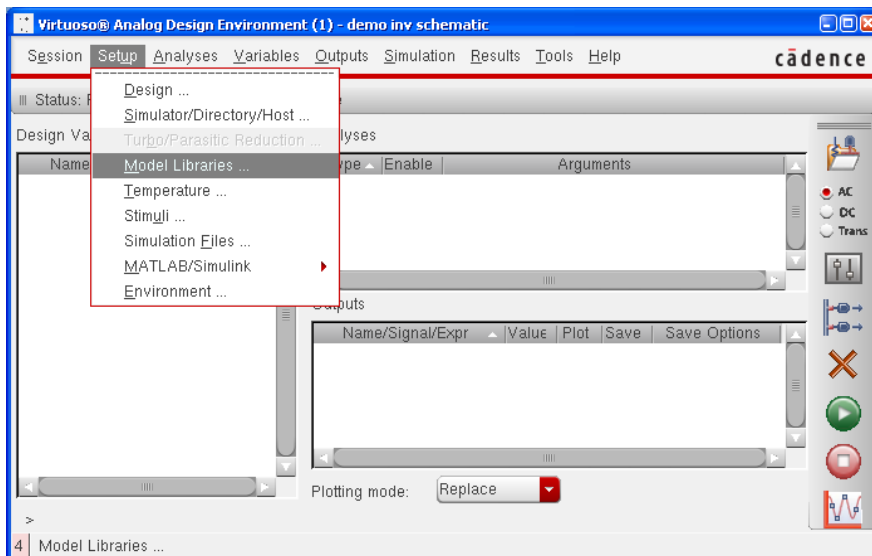 Virtuoso® Analog Design Environment (1) - demo inv schematic
Session Setup Analyses Variables Outputs Simulation Results Tools Help cādence
Status:
Design ...
Simulator/Directory/Host ...
Turbo/Parasitic Reduction ...
Model Libraries ...
Temperature ...
Stimuli ...
Simulation Files ...
MATLAB/Simulink
Environment ...
Design Va
Name
lyses
Enable Arguments
AC
DC
Trans
Outputs
Name/Signal/Expr Value Plot Save Save Options
Plotting mode: Replace
>
4 Model Libraries ...